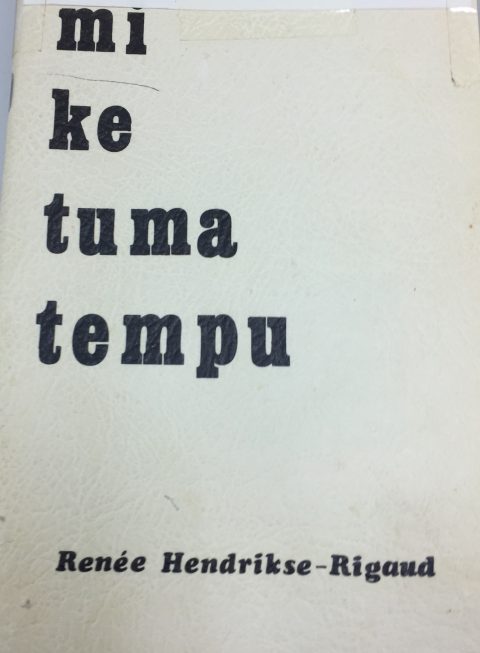 mi
ke
tuma
tempu
Renée Hendrikse-Rigaud